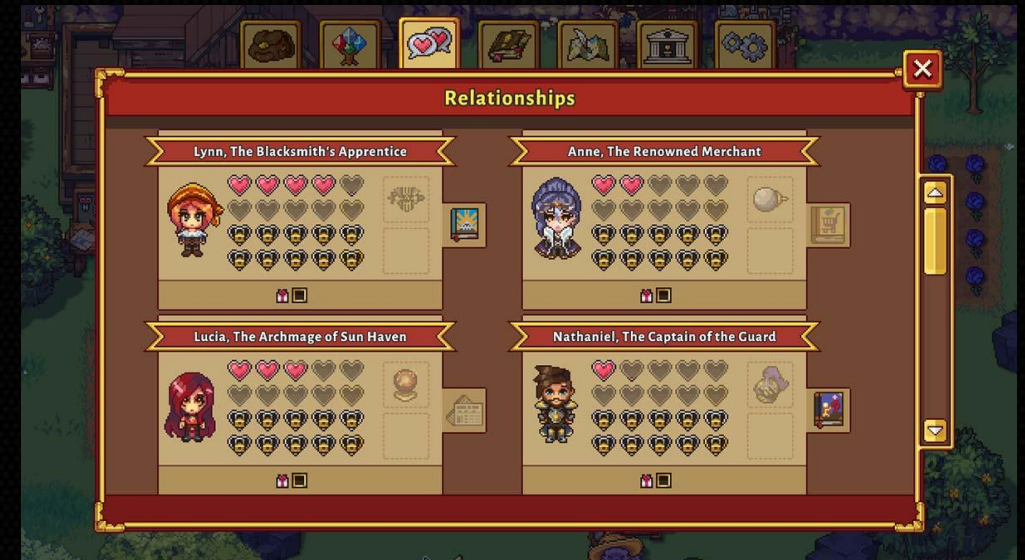 Relationships
Lynn, The Blacksmith's Apprentice
Anne, The Renowned Merchant
Lucia, The Archmage of Sun Haven
Nathaniel, The Captain of the Guard